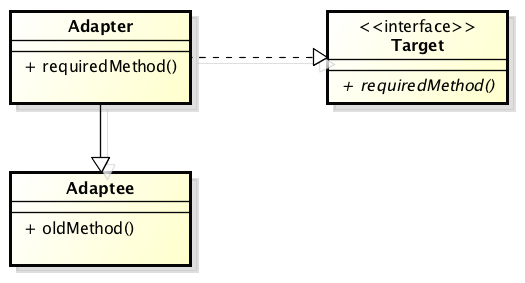 Adapter
+ requiredMethod()
<<interface>>
Target
+ requiredMethod()
Adaptee
+ oldMethod()